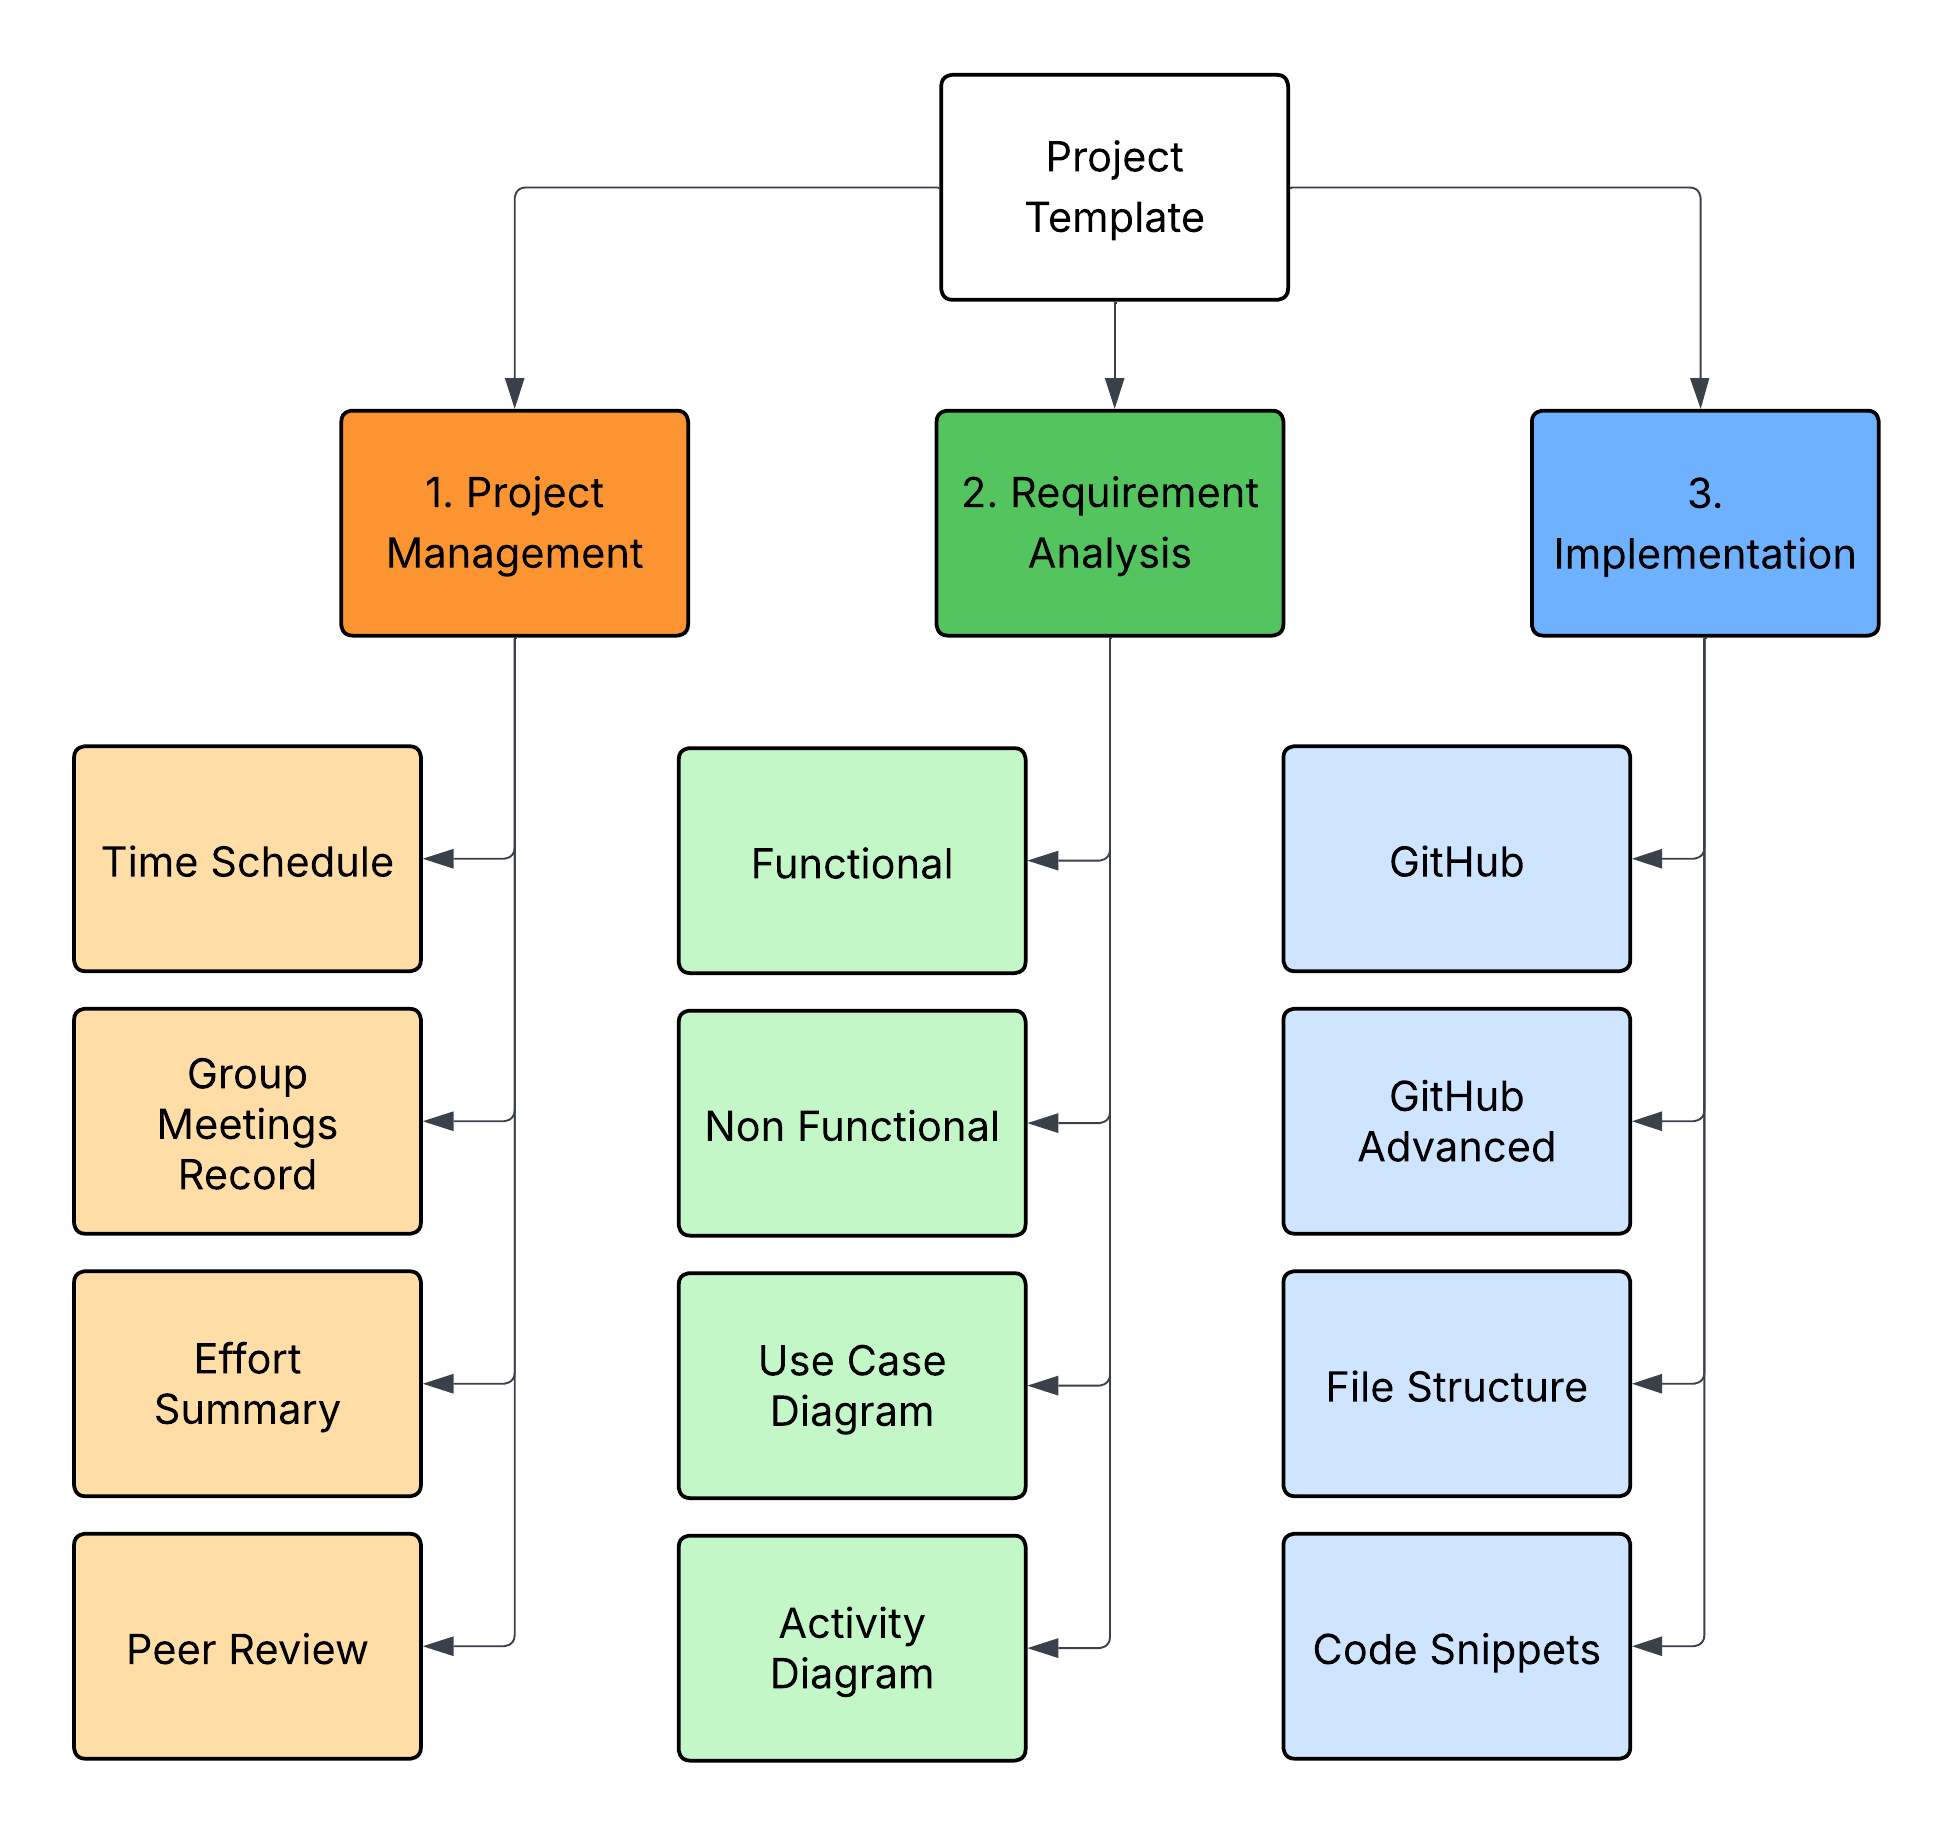 Project
Template
1. Project
Management
2. Requirement
Analysis
3.
Implementation
Time Schedule
Functional
GitHub
Group
Meetings
Record
Non Functional
GitHub
Advanced
Effort
Summary
Use Case
Diagram
File Structure
Peer Review
Activity
Diagram
Code Snippets